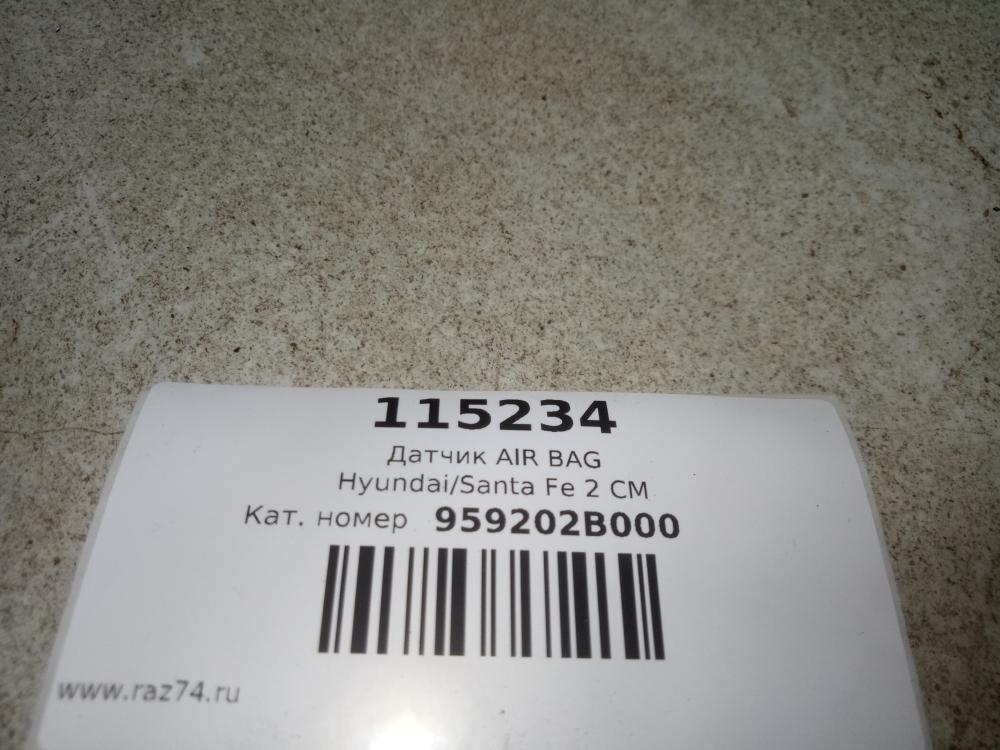 115234
Датчик AIR BAG
Hyundai/Santa Fe 2 CM
Кат. номер 959202B000
www.raz74.ru